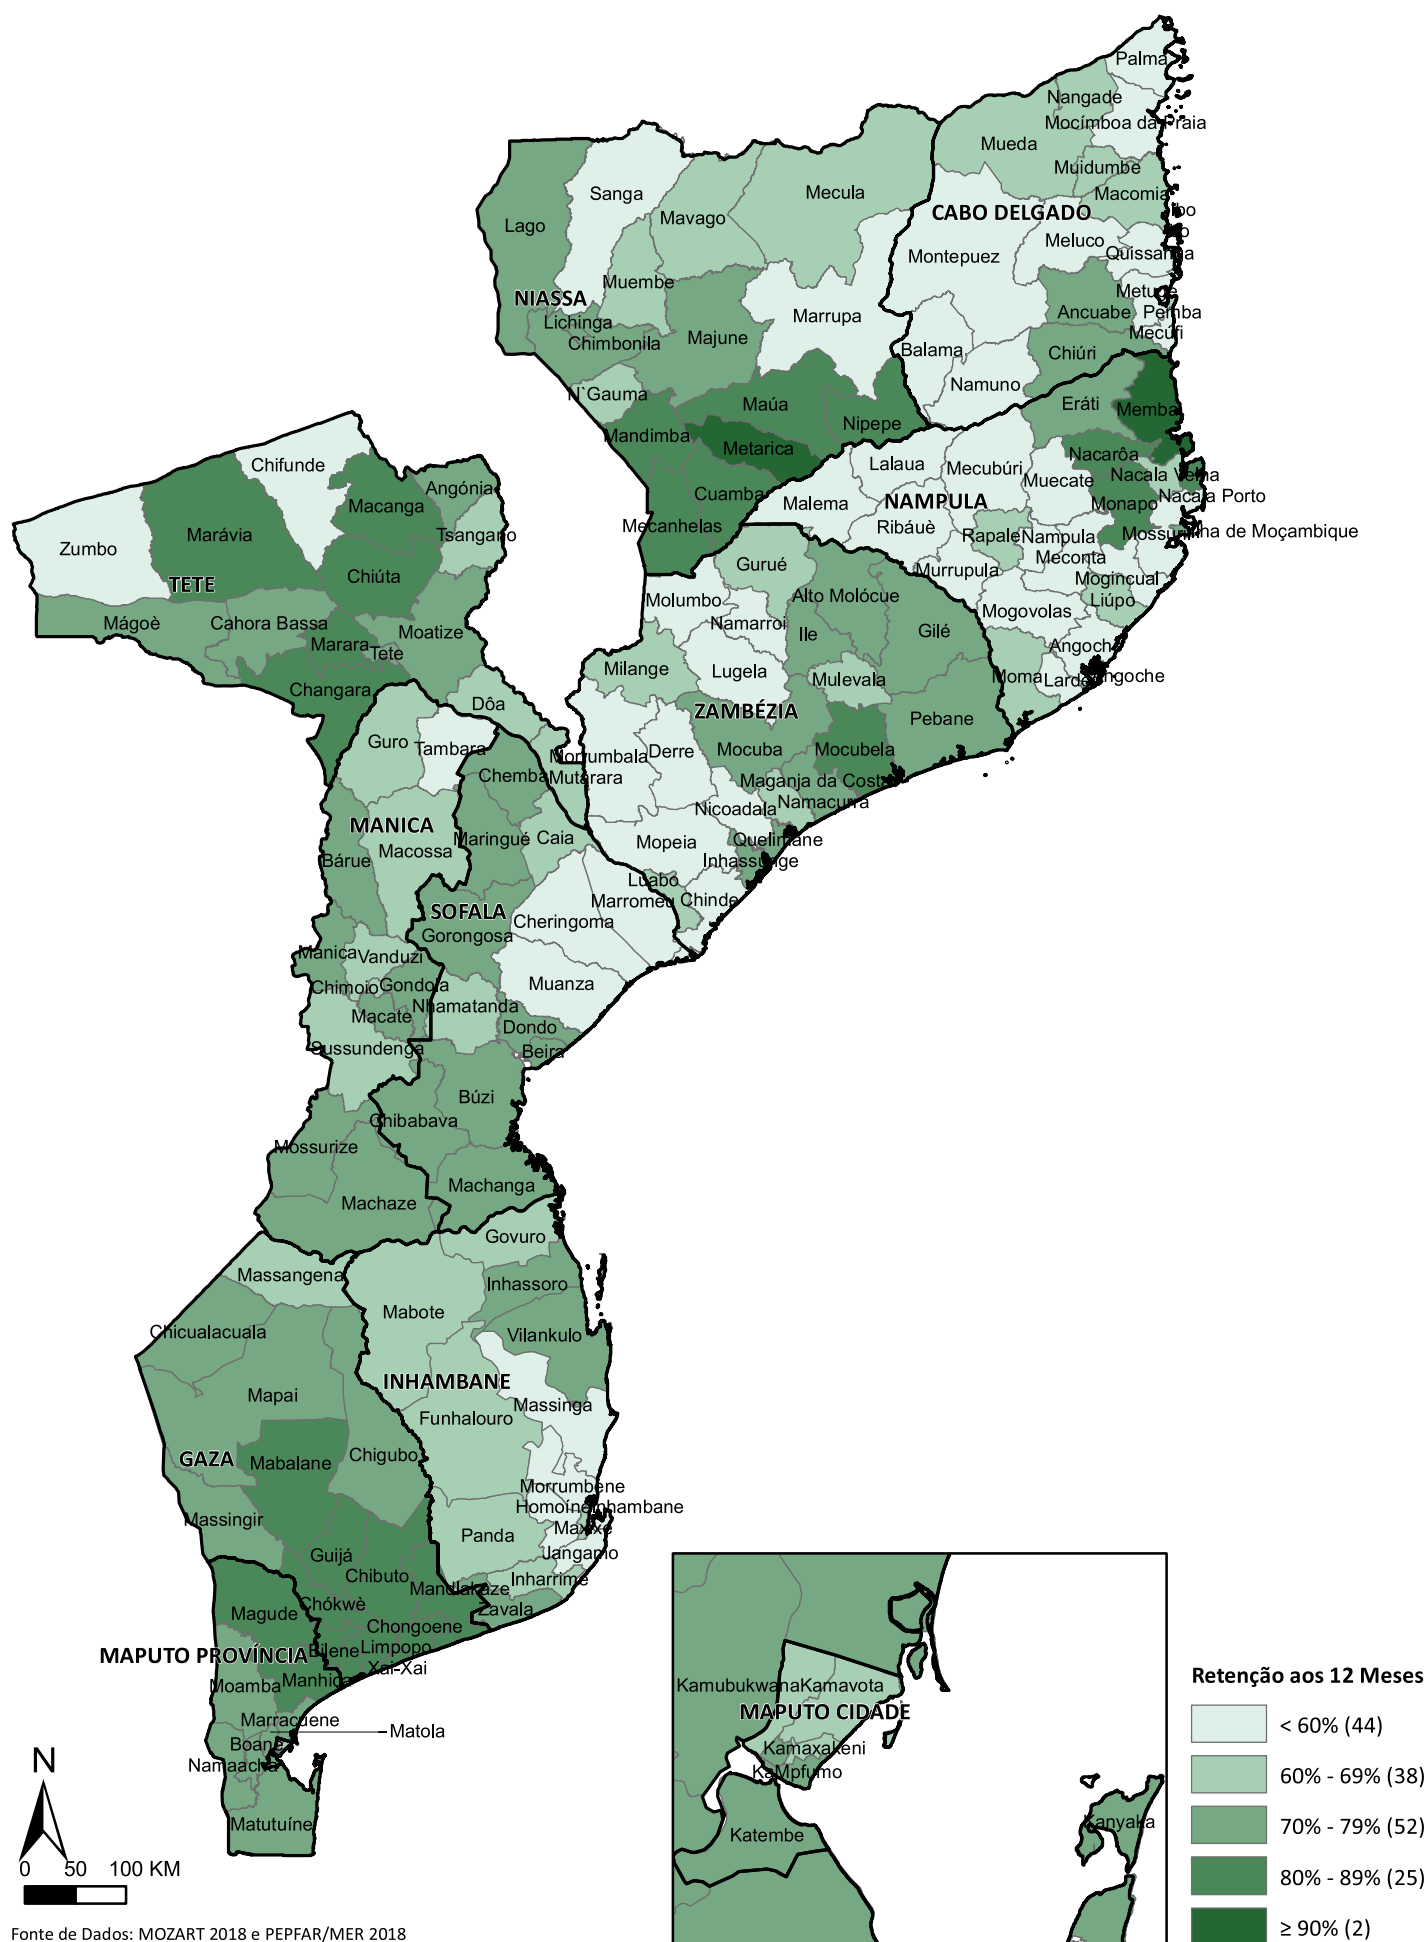 Palma
Nangade
Mocímboa da Praia
Mueda
Muidumbe
Macomia
Ibo
CABO DELGADO
Meluco
Quissanga
Montepuez
Metuge
Ancuabe
Pemba
Mecúfi
Chiúri
Balama
Namuno
Sanga
Mecula
Mavago
Lago
Muembe
NIASSA
Lichinga
Chimbonila
Majune
Marrupa
N`Gauma
Maúa
Nipepe
Mandimba
Metarica
Cuamba
Mecanhelas
Eráti
Memba
Nacarôa
Lalaua
Mecubúri
Muecate
Nacala Velha
Nacala Porto
Malema
NAMPULA
Monapo
Ribáuè
Rapale
Nampula
Mossuril
Ilha de Moçambique
Meconta
Murrupula
Mogincual
Liúpo
Mogovolas
Angoche
Moma
Larde
Angoche
Chifunde
Angónia
Macanga
Tsangano
Zumbo
Marávia
Chiúta
TETE
Mágoè
Cahora Bassa
Marara
Moatize
Tete
Changara
Dôa
Mutarara
Gurué
Molumbo
Alto Molócue
Namarroi
Ile
Gilé
Milange
Lugela
Mulevala
ZAMBÉZIA
Pebane
Morrumbala
Derre
Mocuba
Mocubela
Maganja da Costa
Nicoadala
Namacurra
Mopeia
Quelimane
Inhassunge
Luabo
Chinde
Guro
Tambara
MANICA
Macossa
Bárue
Manica
Vanduzi
Chimoio
Gondola
Macate
Sussundenga
Mossurize
Machaze
Chemba
Maringué
Caia
Marromeu
SOFALA
Cheringoma
Gorongosa
Muanza
Nhamatanda
Dondo
Beira
Búzi
Chibabava
Machanga
Govuro
Inhassoro
Mabote
Vilankulo
INHAMBANE
Massinga
Funhalouro
Morrumbene
Homoíne
Inhambane
Maxixe
Panda
Jangamo
Inharrime
Zavala
Massangena
Chicualacuala
Mapai
GAZA
Mabalane
Chigubo
Massingir
Guijá
Chibuto
Mandlakaze
Chókwè
Chongoene
Bilene
Limpopo
Xai-Xai
Magude
MAPUTO PROVÍNCIA
Moamba
Manhiça
Marracuene
Matola
Boane
Namaacha
Matutuíne
Kamubukwana
Kamavota
MAPUTO CIDADE
Kamaxakeni
KaMpfumo
Katembe
Kanyaka
Retenção aos 12 Meses
< 60% (44)
60% - 69% (38)
70% - 79% (52)
80% - 89% (25)
≥ 90% (2)
N
0 50 100 KM
Fonte de Dados: MOZART 2018 e PEPFAR/MER 2018